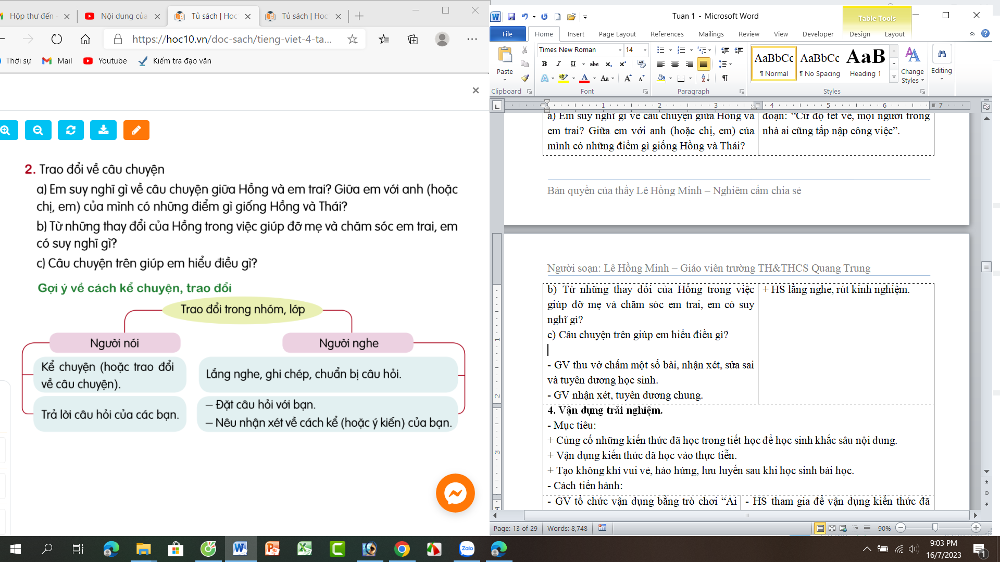 Hộp thư đến
Nội dung củ
Tủ sách | Hoc
Tủ sách | Hoc
https://hoc10.vn/doc-sach/tieng-viet-4-ta...
Thời sự
Mail
Youtube
Kiểm tra đạo văn
2. Trao đổi về câu chuyện
a) Em suy nghĩ gì về câu chuyện giữa Hồng và em trai? Giữa em với anh (hoặc
chị, em) của mình có những điểm gì giống Hồng và Thái?
b) Từ những thay đổi của Hồng trong việc giúp đỡ mẹ và chăm sóc em trai, em
có suy nghĩ gì?
c) Câu chuyện trên giúp em hiểu điều gì?
Gợi ý về cách kể chuyện, trao đổi
Trao đổi trong nhóm, lớp
Người nói
Người nghe
Kể chuyện (hoặc trao đổi
về câu chuyện).
Lắng nghe, ghi chép, chuẩn bị câu hỏi.
Trả lời câu hỏi của các bạn.
– Đặt câu hỏi với bạn.
– Nêu nhận xét về cách kể (hoặc ý kiến) của bạn.
Tuan 1 - Microsoft Word
Table Tools
File
Home
Insert
Page Layout
References
Mailings
Review
View
Developer
Design
Layout
Paste
Times New Roman
14
AaBbCc
AaBbCc
AaB
¶ Normal
¶ No Spacing
Heading 1
Change
Styles
Editing
Clipboard
Font
Paragraph
Styles
1 2 3 4 5 6 7
a) Em suy nghĩ gì về câu chuyện giữa Hồng và
em trai? Giữa em với anh (hoặc chị, em) của
mình có những điểm gì giống Hồng và Thái?
đoạn: “Cứ độ tết về, mọi người trong
nhà ai cũng tấp nập công việc”.
Bản quyền của thầy Lê Hồng Minh – Nghiêm cấm chia sẻ
Người soạn: Lê Hồng Minh – Giáo viên trường TH&THCS Quang Trung
b) Từ những thay đổi của Hồng trong việc
giúp đỡ mẹ và chăm sóc em trai, em có suy
nghĩ gì?
c) Câu chuyện trên giúp em hiểu điều gì?
- GV thu vở chấm một số bài, nhận xét, sửa sai
và tuyên dương học sinh.
- GV nhận xét, tuyên dương chung.
+ HS lắng nghe, rút kinh nghiệm.
4. Vận dụng trải nghiệm.
- Mục tiêu:
+ Củng cố những kiến thức đã học trong tiết học để học sinh khắc sâu nội dung.
+ Vận dụng kiến thức đã học vào thực tiễn.
+ Tạo không khí vui vẻ, hào hứng, lưu luyến sau khi học sinh bài học.
- Cách tiến hành:
- GV tổ chức vận dụng bằng trò chơi “Ai
- HS tham gia để vận dụng kiến thức đã
Page: 13 of 29
Words: 8,748
90%
Zalo
9:03 PM
16/7/2023
1